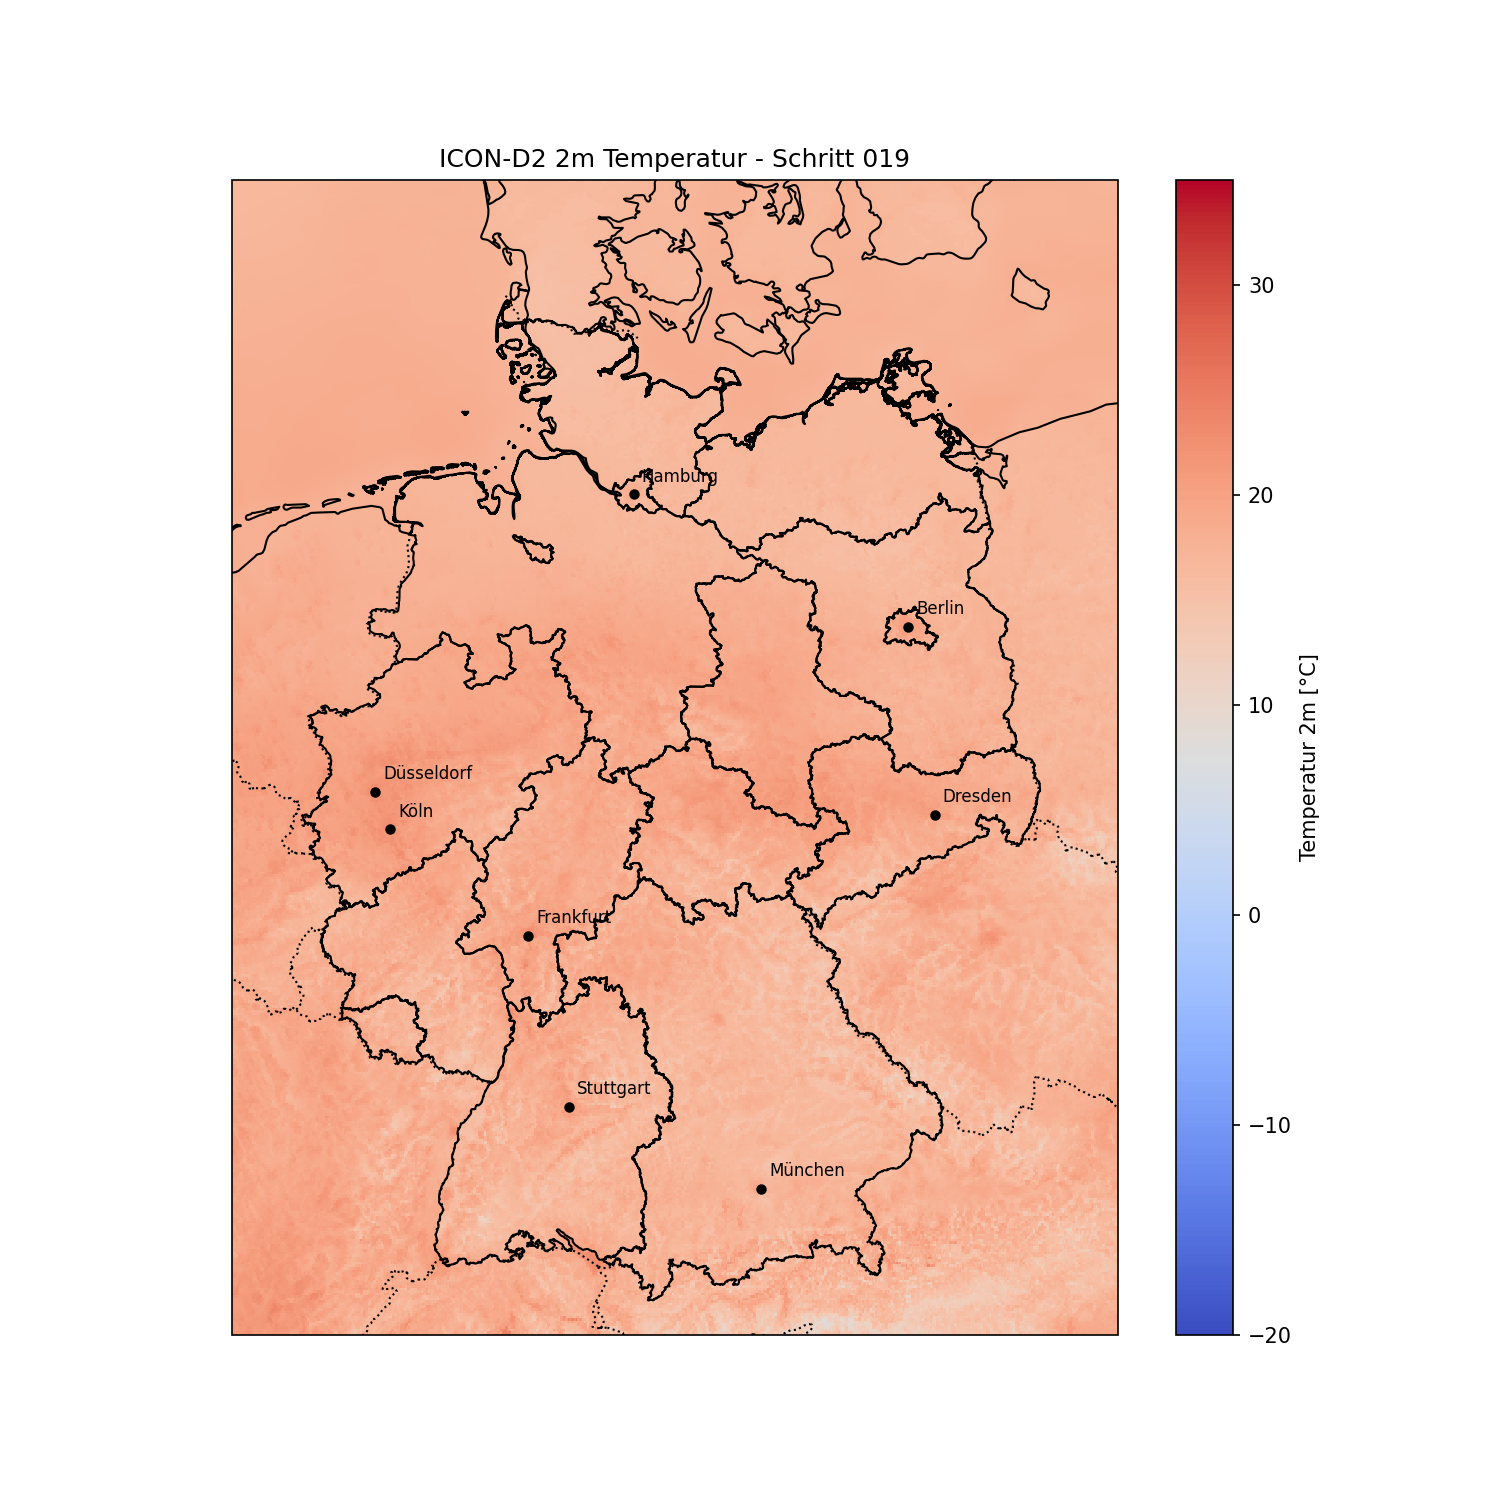 ICON-D2 2m Temperatur - Schritt 019
Hamburg
Berlin
Düsseldorf
Köln
Dresden
Frankfurt
Stuttgart
München
30
20
10
0
−10
−20
Temperatur 2m [°C]